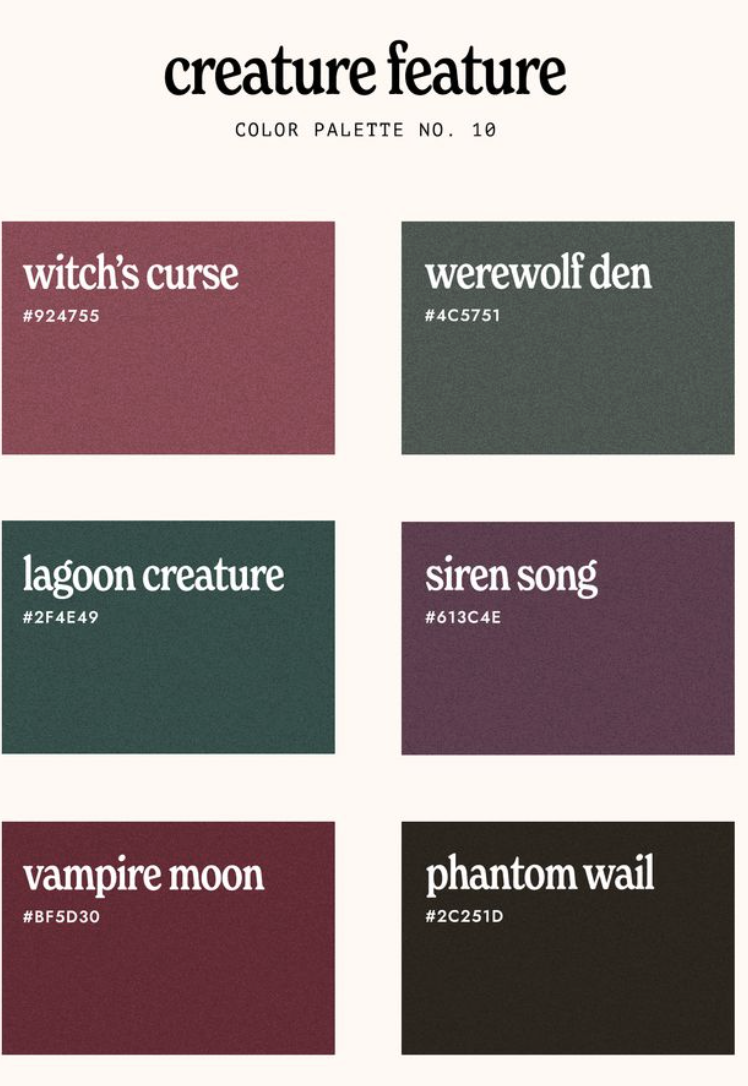 creature feature
COLOR PALETTE NO. 10
witch's curse
#924755
werewolf den
#4C5751
lagoon creature
#2F4E49
siren song
#613C4E
vampire moon
#BF5D30
phantom wail
#2C251D